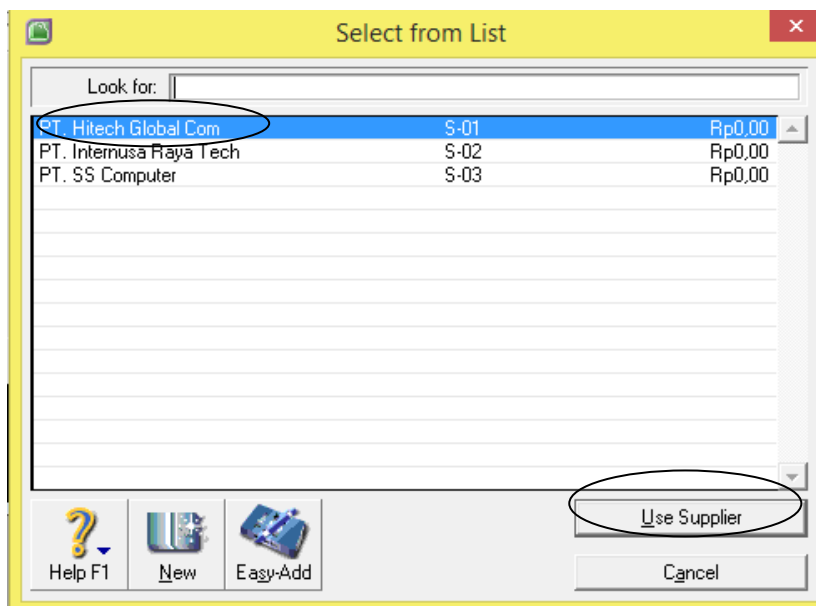 Select from List
Look for:
PT. Hitech Global Com S-01 Rp0,00
PT. Internusa Raya Tech S-02 Rp0,00
PT. SS Computer S-03 Rp0,00
Use Supplier
Help F1 New Easy-Add Cancel